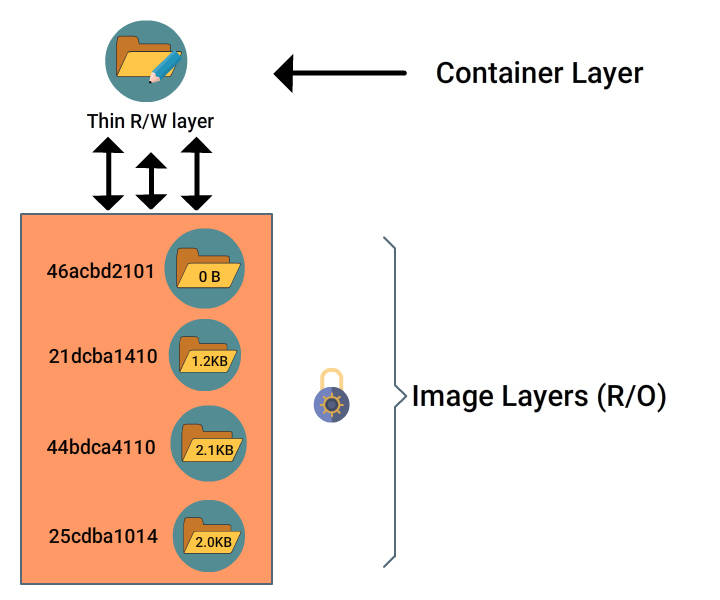 Container Layer
Thin R/W layer
46acbd2101
0 B
21dcba1410
1.2KB
44bdca4110
2.1KB
25cdba1014
2.0KB
Image Layers (R/O)